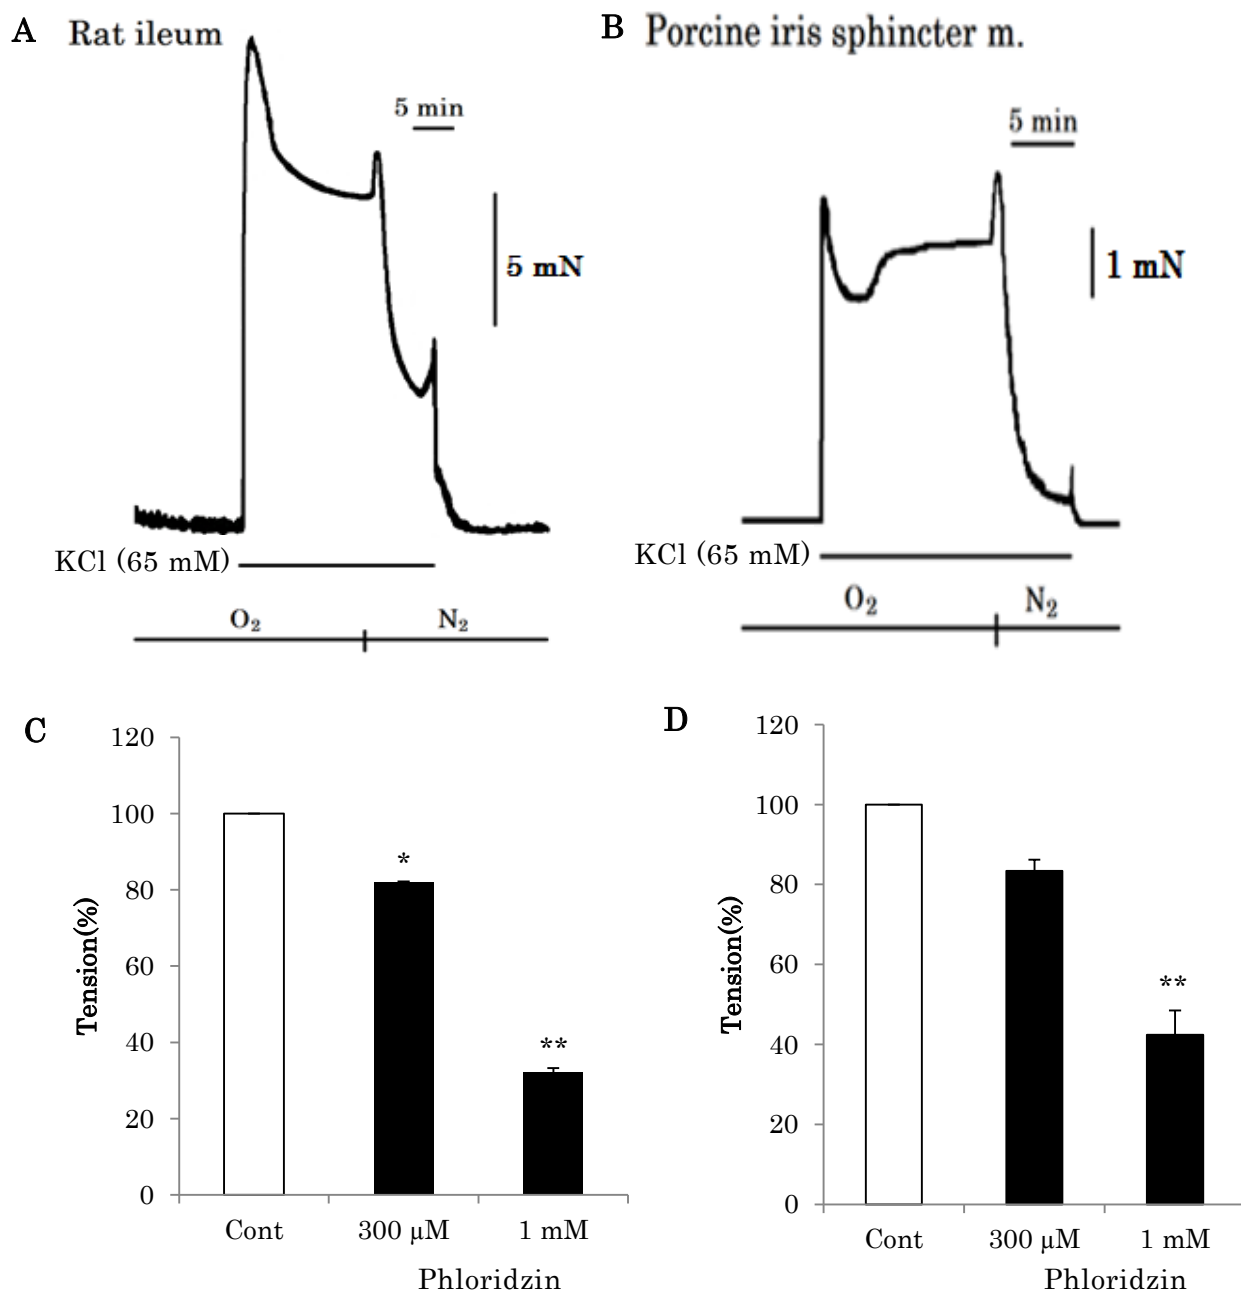 A Rat ileum
5 min
5 mN
KCl (65 mM)
O₂ N₂
B Porcine iris sphincter m.
5 min
1 mN
KCl (65 mM)
O₂ N₂
C
Tension(%)
120
100
80
60
40
20
0
*
**
Cont 300 µM 1 mM
Phloridzin
D
Tension(%)
120
100
80
60
40
20
0
**
Cont 300 µM 1 mM
Phloridzin